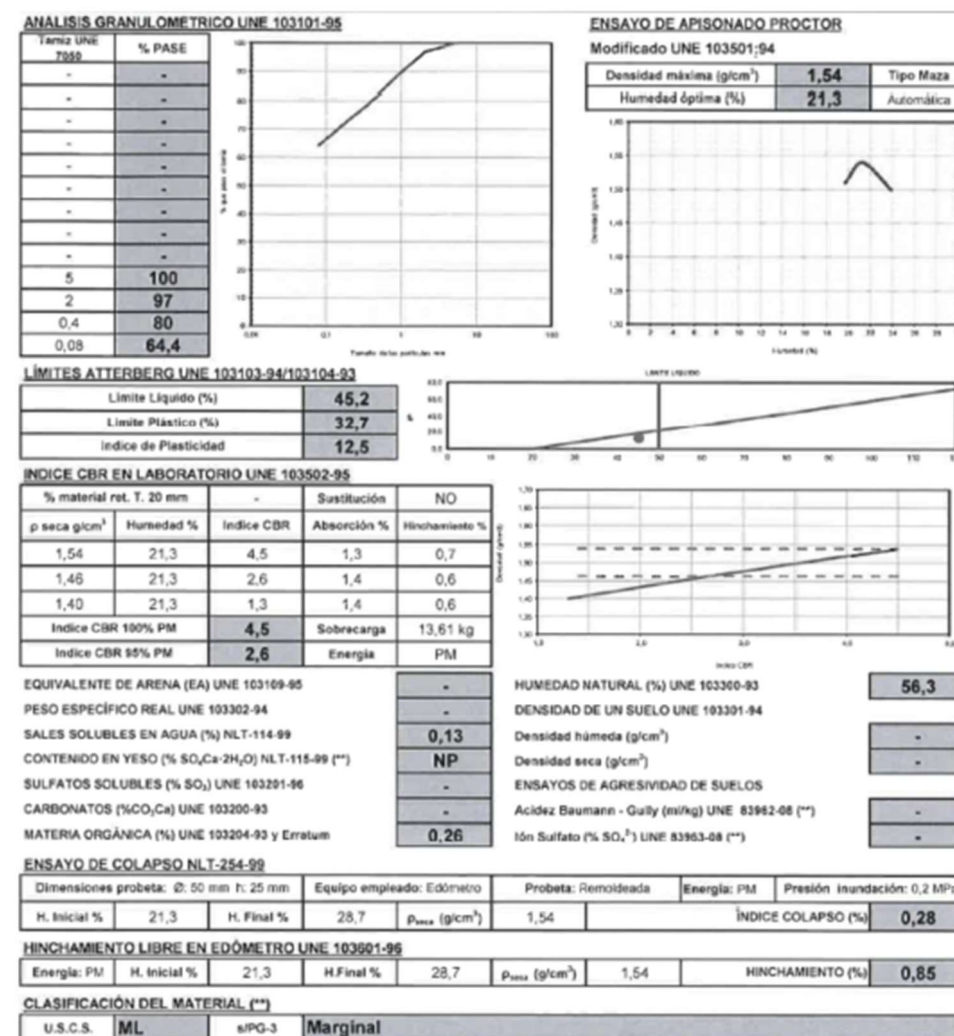 ANALISIS GRANULOMETRICO UNE 103101-95
Tamiz UNE 7050 % PASE
- -
- -
- -
- -
- -
- -
- -
- -
5 100
2 97
0,4 80
0,08 64,4
ENSAYO DE APISONADO PROCTOR
Modificado UNE 103501;94
Densidad máxima (g/cm³) 1,54 Tipo Maza
Humedad óptima (%) 21,3 Automática
LÍMITES ATTERBERG UNE 103103-94/103104-93
Limite Líquido (%) 45,2
Limite Plástico (%) 32,7
Indice de Plasticidad 12,5
LIMITE LIQUIDO
INDICE CBR EN LABORATORIO UNE 103502-95
% material ret. T. 20 mm - Sustitución NO
ρ seca g/cm³ Humedad % Indice CBR Absorción % Hinchamiento %
1,54 21,3 4,5 1,3 0,7
1,46 21,3 2,6 1,4 0,6
1,40 21,3 1,3 1,4 0,6
Indice CBR 100% PM 4,5 Sobrecarga 13,61 kg
Indice CBR 95% PM 2,6 Energía PM
Indice CBR
EQUIVALENTE DE ARENA (EA) UNE 103109-95 -
PESO ESPECÍFICO REAL UNE 103302-94 -
SALES SOLUBLES EN AGUA (%) NLT-114-99 0,13
CONTENIDO EN YESO (% SO₄Ca·2H₂O) NLT-115-99 (**) NP
SULFATOS SOLUBLES (% SO₃) UNE 103201-96 -
CARBONATOS (%CO₃Ca) UNE 103200-93 -
MATERIA ORGÁNICA (%) UNE 103204-93 y Erratum 0,26
HUMEDAD NATURAL (%) UNE 103300-93 56,3
DENSIDAD DE UN SUELO UNE 103301-94
Densidad húmeda (g/cm³) -
Densidad seca (g/cm³) -
ENSAYOS DE AGRESIVIDAD DE SUELOS
Acidez Baumann - Gully (ml/kg) UNE 83962-08 (**) -
Ión Sulfato (% SO₄²⁻) UNE 83963-08 (**) -
ENSAYO DE COLAPSO NLT-254-99
Dimensiones probeta: Ø: 50 mm h: 25 mm Equipo empleado: Edómetro Probeta: Remoldeada Energía: PM Presión inundación: 0,2 MPa
H. Inicial % 21,3 H. Final % 28,7 ρseca (g/cm³) 1,54 ÍNDICE COLAPSO (%) 0,28
HINCHAMIENTO LIBRE EN EDÓMETRO UNE 103601-96
Energía: PM H. Inicial % 21,3 H.Final % 28,7 ρseca (g/cm³) 1,54 HINCHAMIENTO (%) 0,85
CLASIFICACIÓN DEL MATERIAL (**)
U.S.C.S. ML s/PG-3 Marginal